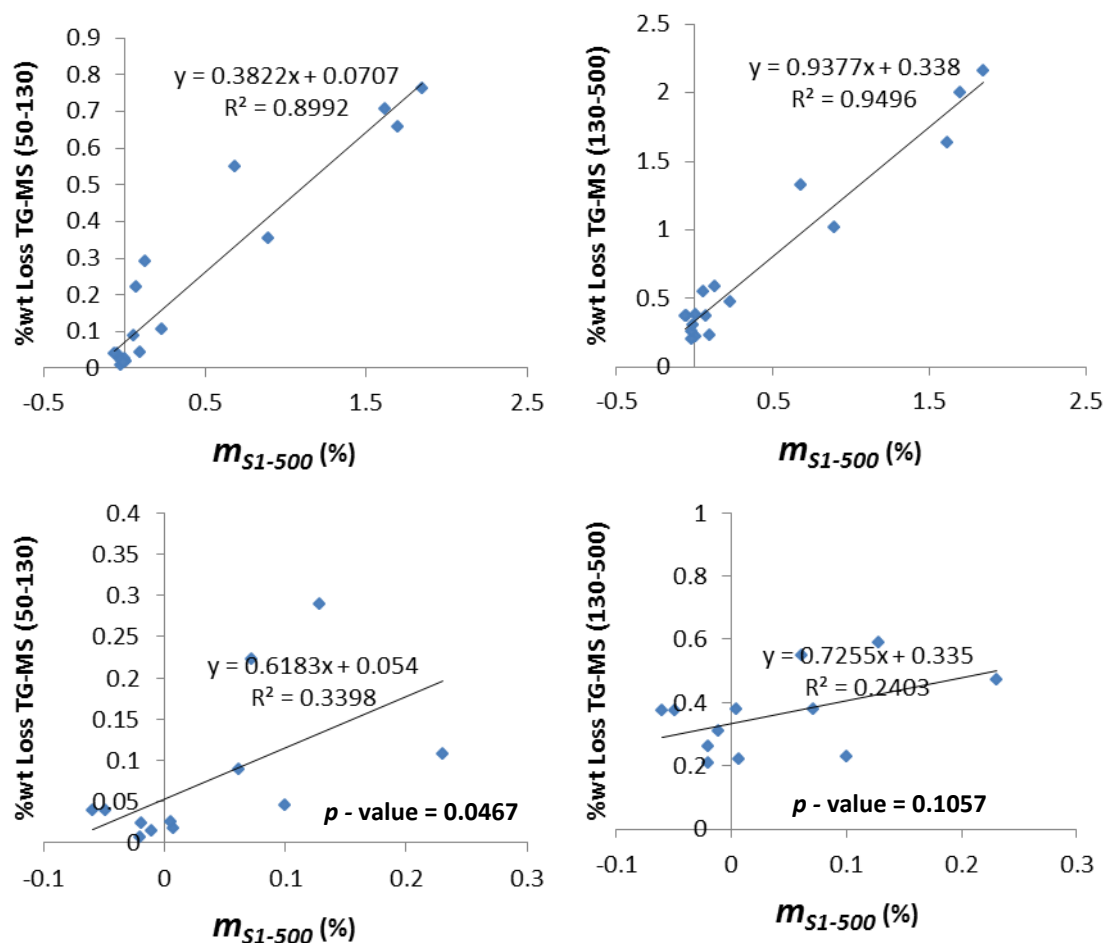 %wt Loss TG-MS (50-130)
0.9
0.8
0.7
0.6
0.5
0.4
0.3
0.2
0.1
0
y = 0.3822x + 0.0707
R² = 0.8992
-0.5
0.5
1.5
2.5
mS1-500 (%)
%wt Loss TG-MS (130-500)
2.5
2
1.5
1
0.5
0
y = 0.9377x + 0.338
R² = 0.9496
-0.5
0.5
1.5
2.5
mS1-500 (%)
%wt Loss TG-MS (50-130)
0.4
0.35
0.3
0.25
0.2
0.15
0.1
0.05
0
y = 0.6183x + 0.054
R² = 0.3398
p - value = 0.0467
-0.1
0
0.1
0.2
0.3
mS1-500 (%)
%wt Loss TG-MS (130-500)
1
0.8
0.6
0.4
0.2
0
y = 0.7255x + 0.335
R² = 0.2403
p - value = 0.1057
-0.1
0
0.1
0.2
0.3
mS1-500 (%)